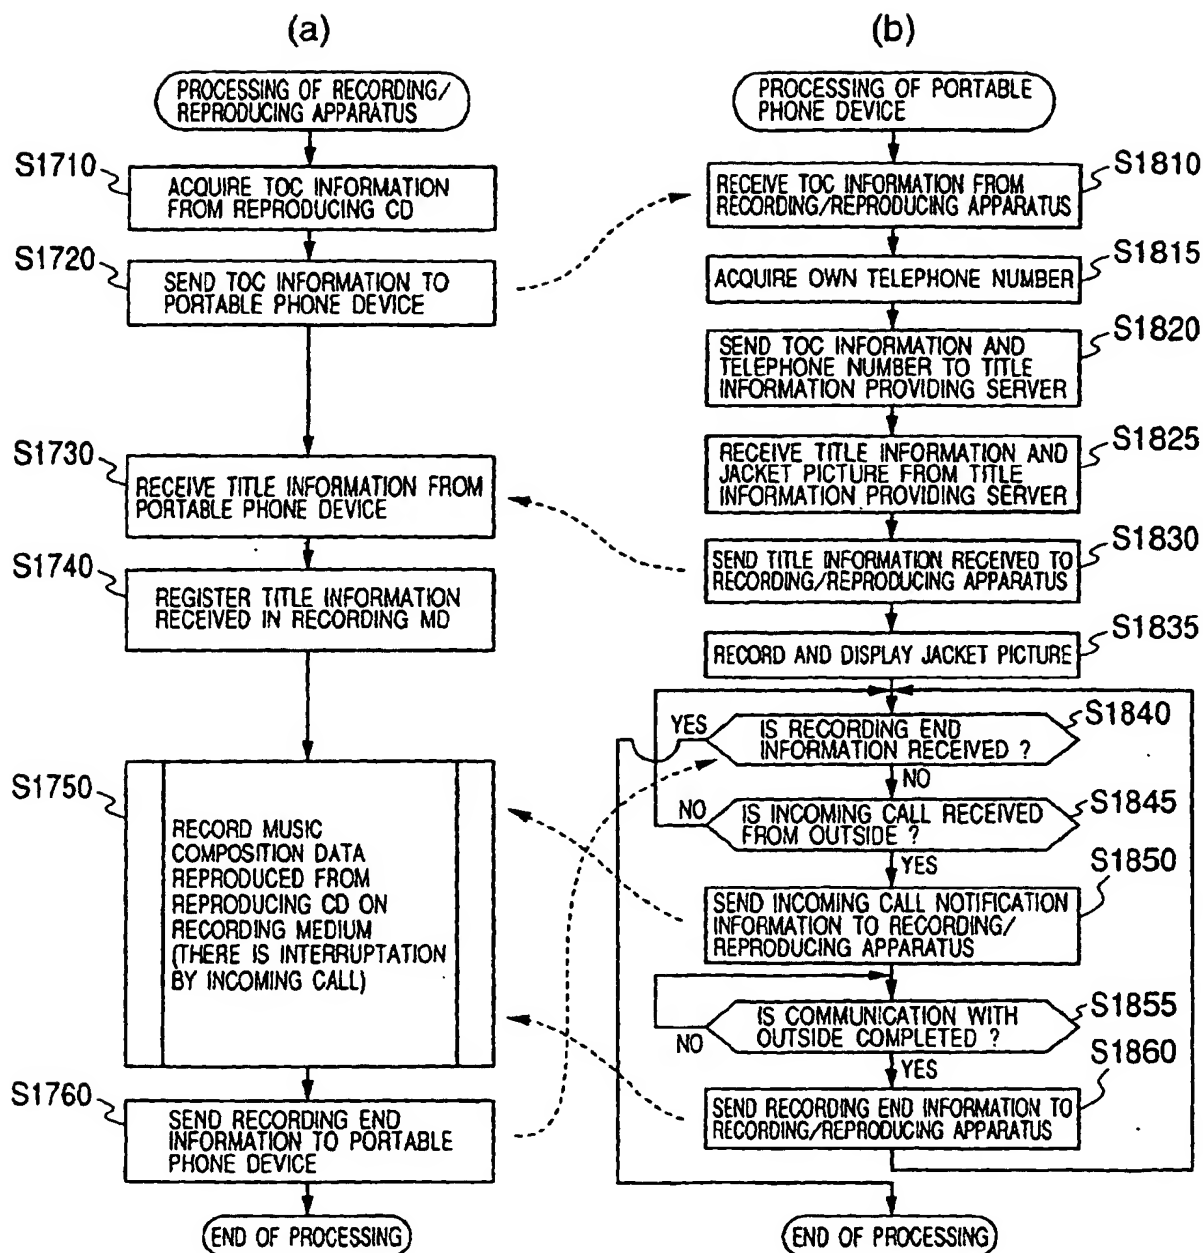 (a)
PROCESSING OF RECORDING/
REPRODUCING APPARATUS
S1710
ACQUIRE TOC INFORMATION
FROM REPRODUCING CD
S1720
SEND TOC INFORMATION TO
PORTABLE PHONE DEVICE
S1730
RECEIVE TITLE INFORMATION FROM
PORTABLE PHONE DEVICE
S1740
REGISTER TITLE INFORMATION
RECEIVED IN RECORDING MD
S1750
RECORD MUSIC
COMPOSITION DATA
REPRODUCED FROM
REPRODUCING CD ON
RECORDING MEDIUM
(THERE IS INTERRUPTATION
BY INCOMING CALL)
S1760
SEND RECORDING END
INFORMATION TO PORTABLE
PHONE DEVICE
END OF PROCESSING
(b)
PROCESSING OF PORTABLE
PHONE DEVICE
S1810
RECEIVE TOC INFORMATION FROM
RECORDING/REPRODUCING APPARATUS
S1815
ACQUIRE OWN TELEPHONE NUMBER
S1820
SEND TOC INFORMATION AND
TELEPHONE NUMBER TO TITLE
INFORMATION PROVIDING SERVER
S1825
RECEIVE TITLE INFORMATION AND
JACKET PICTURE FROM TITLE
INFORMATION PROVIDING SERVER
S1830
SEND TITLE INFORMATION RECEIVED TO
RECORDING/REPRODUCING APPARATUS
S1835
RECORD AND DISPLAY JACKET PICTURE
S1840
YES
IS RECORDING END
INFORMATION RECEIVED ?
NO
S1845
NO
IS INCOMING CALL RECEIVED
FROM OUTSIDE ?
YES
S1850
SEND INCOMING CALL NOTIFICATION
INFORMATION TO RECORDING/
REPRODUCING APPARATUS
S1855
IS COMMUNICATION WITH
OUTSIDE COMPLETED ?
NO
YES
S1860
SEND RECORDING END INFORMATION TO
RECORDING/REPRODUCING APPARATUS
END OF PROCESSING